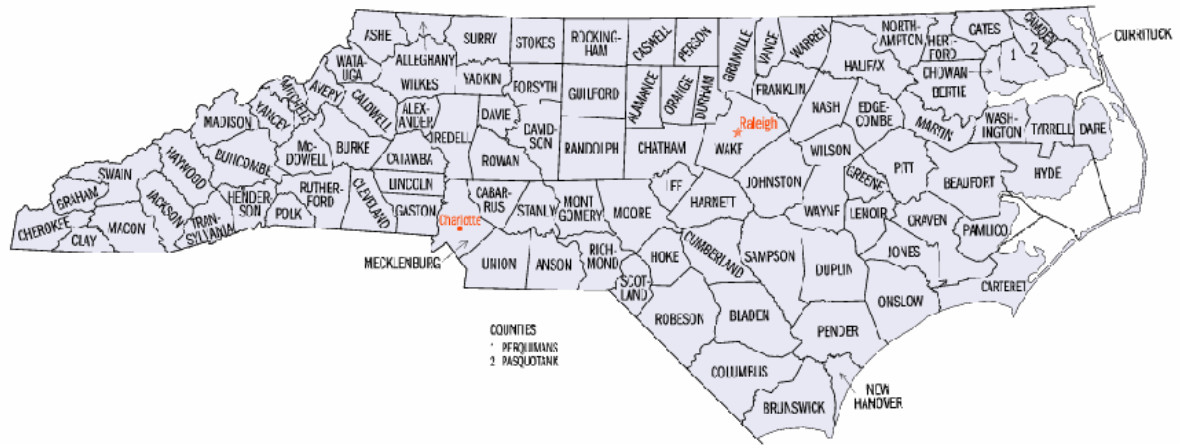 ASHE
ALLEGHANY
SURRY
STOKES
ROCKING-
HAM
CASWELL
PERSON
GRANVILLE
VANCE
WARREN
NORTH-
AMPTON
HERT-
FORD
GATES
CAMDEN
CURRITUCK
1
2
WATA-
UGA
WILKES
YADKIN
FORSYTH
GUILFORD
ALAMANCE
ORANGE
DURHAM
FRANKLIN
HALIFAX
CHOWAN
BERTIE
MITCHELL
AVERY
CALDWELL
ALEX-
ANDER
IREDELL
DAVIE
DAVID-
SON
RANDOLPH
CHATHAM
WAKE
Raleigh
NASH
EDGE-
COMBE
MARTIN
WASH-
INGTON
TYRRELL
DARE
MADISON
YANCEY
Mc-
DOWELL
BURKE
CATAWBA
ROWAN
WILSON
PITT
BEAUFORT
HYDE
SWAIN
HAYWOOD
BUNCOMBE
RUTHER-
FORD
CLEVELAND
LINCOLN
GASTON
CABAR-
RUS
STANLY
MONT
GOMERY
MOORE
LEE
HARNETT
JOHNSTON
GREENE
WAYNE
LENOIR
CRAVEN
PAMLICO
GRAHAM
CHEROKEE
CLAY
MACON
JACKSON
TRAN-
SYLVANIA
HENDER-
SON
POLK
Charlotte
MECKLENBURG
UNION
ANSON
RICH-
MOND
SCOT-
LAND
HOKE
CUMBERLAND
SAMPSON
DUPLIN
JONES
ONSLOW
CARTERET
ROBESON
BLADEN
PENDER
COLUMBUS
BRUNSWICK
NEW
HANOVER
COUNTIES
1 PERQUIMANS
2 PASQUOTANK